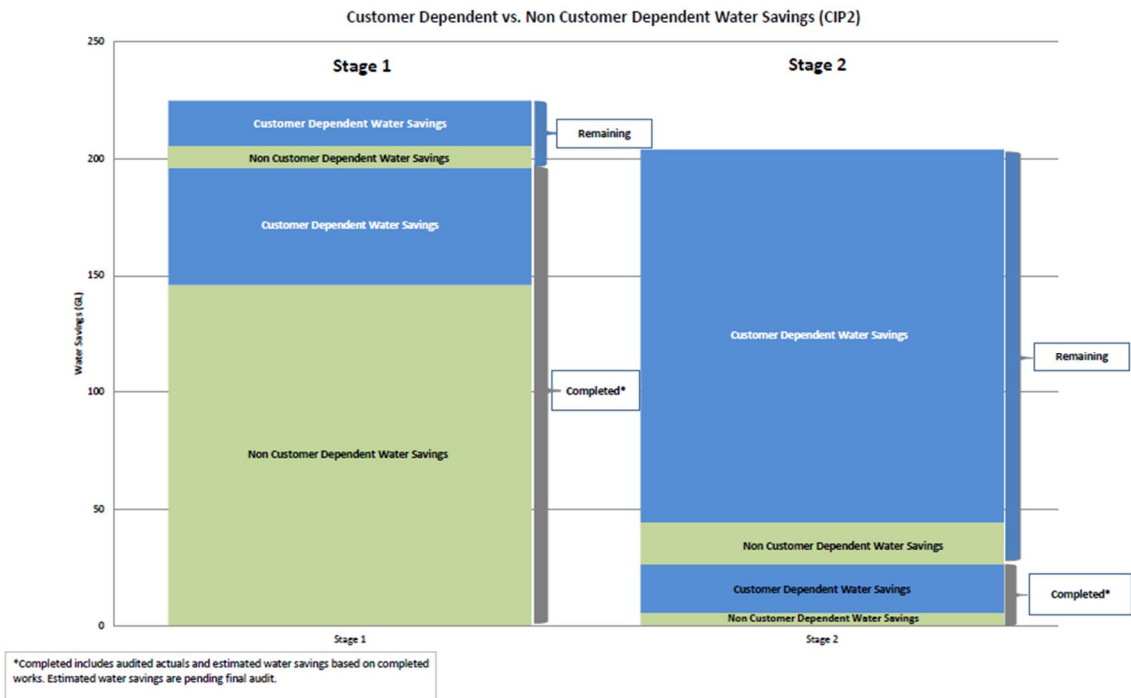 Customer Dependent vs. Non Customer Dependent Water Savings (CIP2)
250
200
150
100
50
0
Water Savings (GL)
Stage 1
Stage 2
Customer Dependent Water Savings
Non Customer Dependent Water Savings
Customer Dependent Water Savings
Non Customer Dependent Water Savings
Remaining
Completed*
Customer Dependent Water Savings
Non Customer Dependent Water Savings
Customer Dependent Water Savings
Non Customer Dependent Water Savings
Remaining
Completed*
Stage 1
Stage 2
*Completed includes audited actuals and estimated water savings based on completed
works. Estimated water savings are pending final audit.